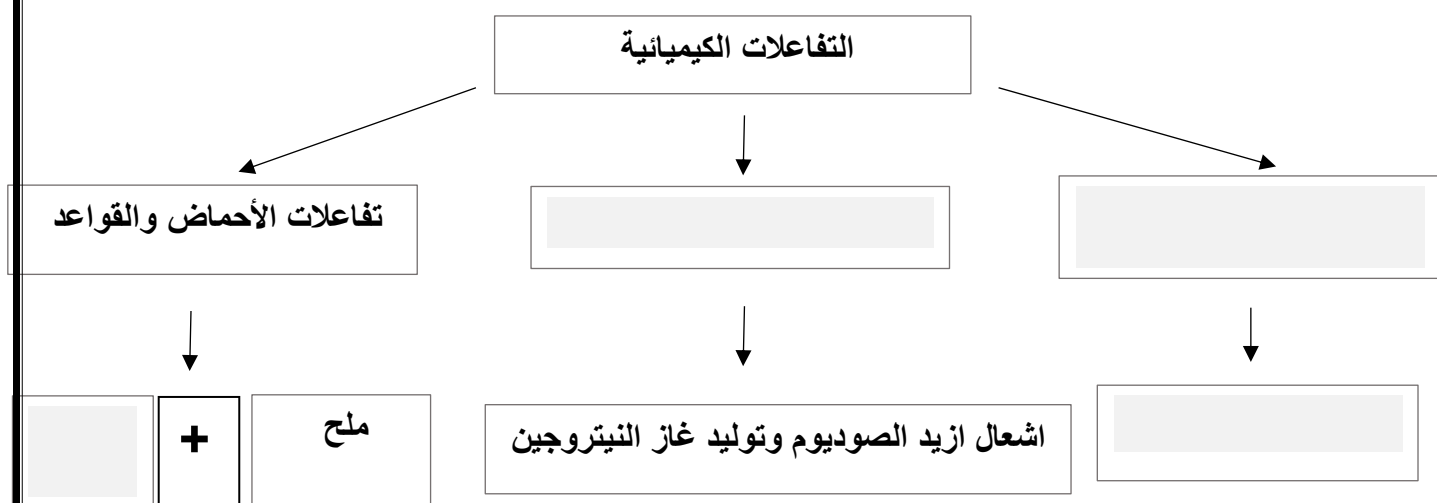 التفاعلات الكيميائية
تفاعلات الأحماض والقواعد
اشعال ازيد الصوديوم وتوليد غاز النيتروجين
ملح
+